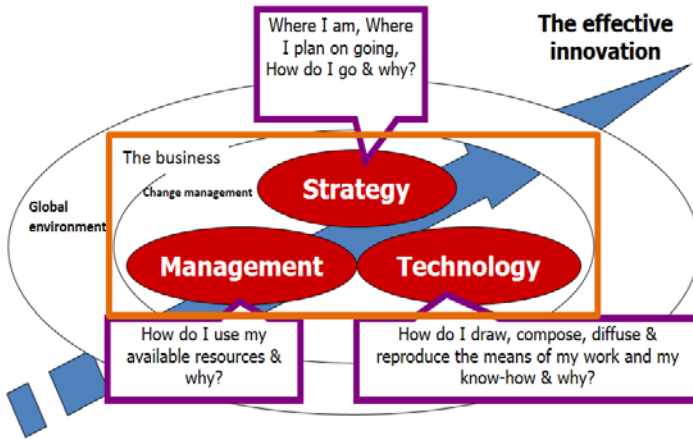 Where I am, Where
I plan on going,
How do I go & why?
The effective
innovation
The business
Change management
Strategy
Global
environment
Management
Technology
How do I use my
available resources &
why?
How do I draw, compose, diffuse &
reproduce the means of my work and my
know-how & why?